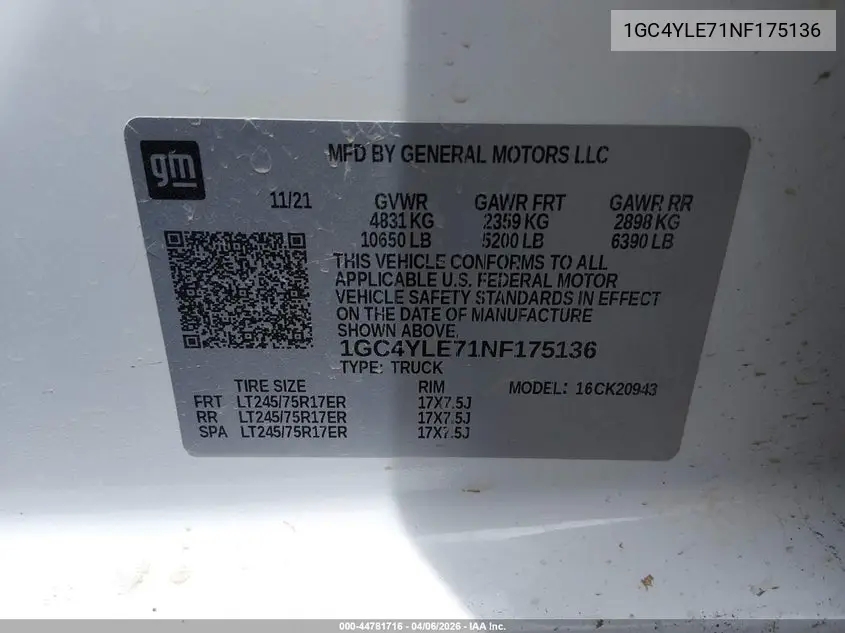 1GC4YLE71NF175136
gm
MFD BY GENERAL MOTORS LLC
11/21 GVWR GAWR FRT GAWR RR
4831 KG 2359 KG 2898 KG
10650 LB 5200 LB 6390 LB
THIS VEHICLE CONFORMS TO ALL
APPLICABLE U.S. FEDERAL MOTOR
VEHICLE SAFETY STANDARDS IN EFFECT
ON THE DATE OF MANUFACTURE
SHOWN ABOVE.
1GC4YLE71NF175136
TYPE: TRUCK
TIRE SIZE RIM MODEL: 16CK20943
FRT LT245/75R17ER 17X7.5J
RR LT245/75R17ER 17X7.5J
SPA LT245/75R17ER 17X7.5J
000-44781716 - 04/06/2026 - IAA Inc.